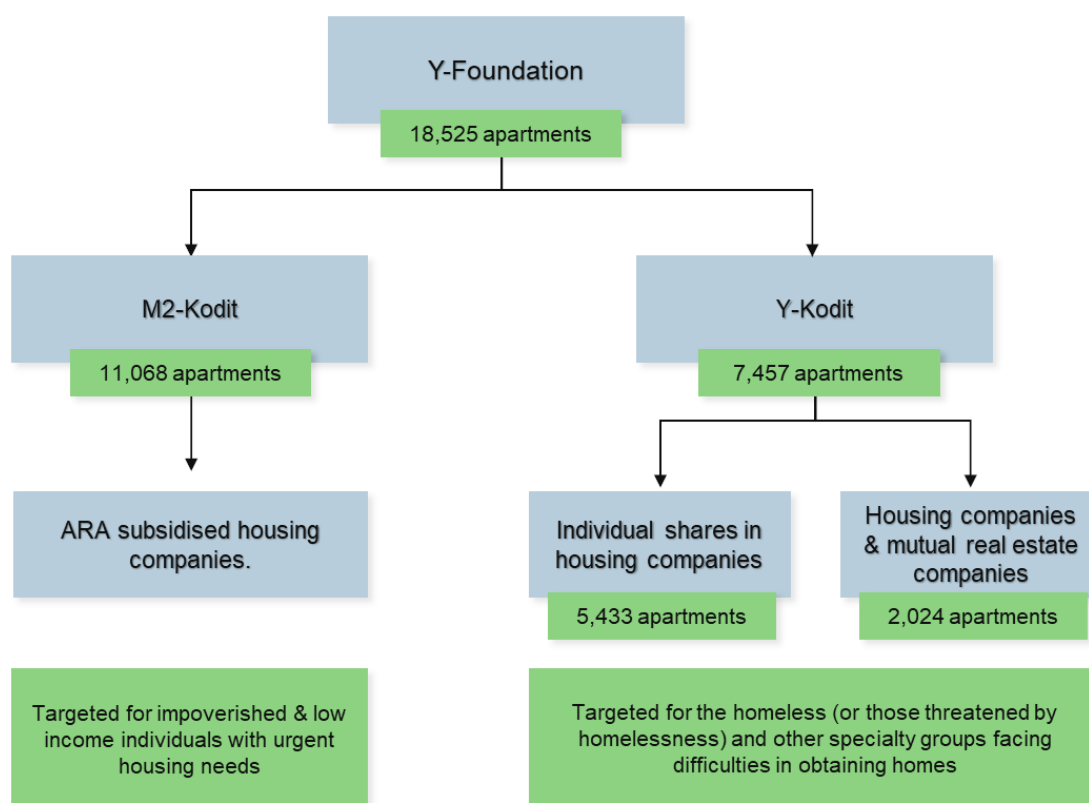 Y-Foundation
18,525 apartments
M2-Kodit
11,068 apartments
Y-Kodit
7,457 apartments
ARA subsidised housing
companies.
Individual shares in
housing companies
5,433 apartments
Housing companies
& mutual real estate
companies
2,024 apartments
Targeted for impoverished & low
income individuals with urgent
housing needs
Targeted for the homeless (or those threatened by
homelessness) and other specialty groups facing
difficulties in obtaining homes